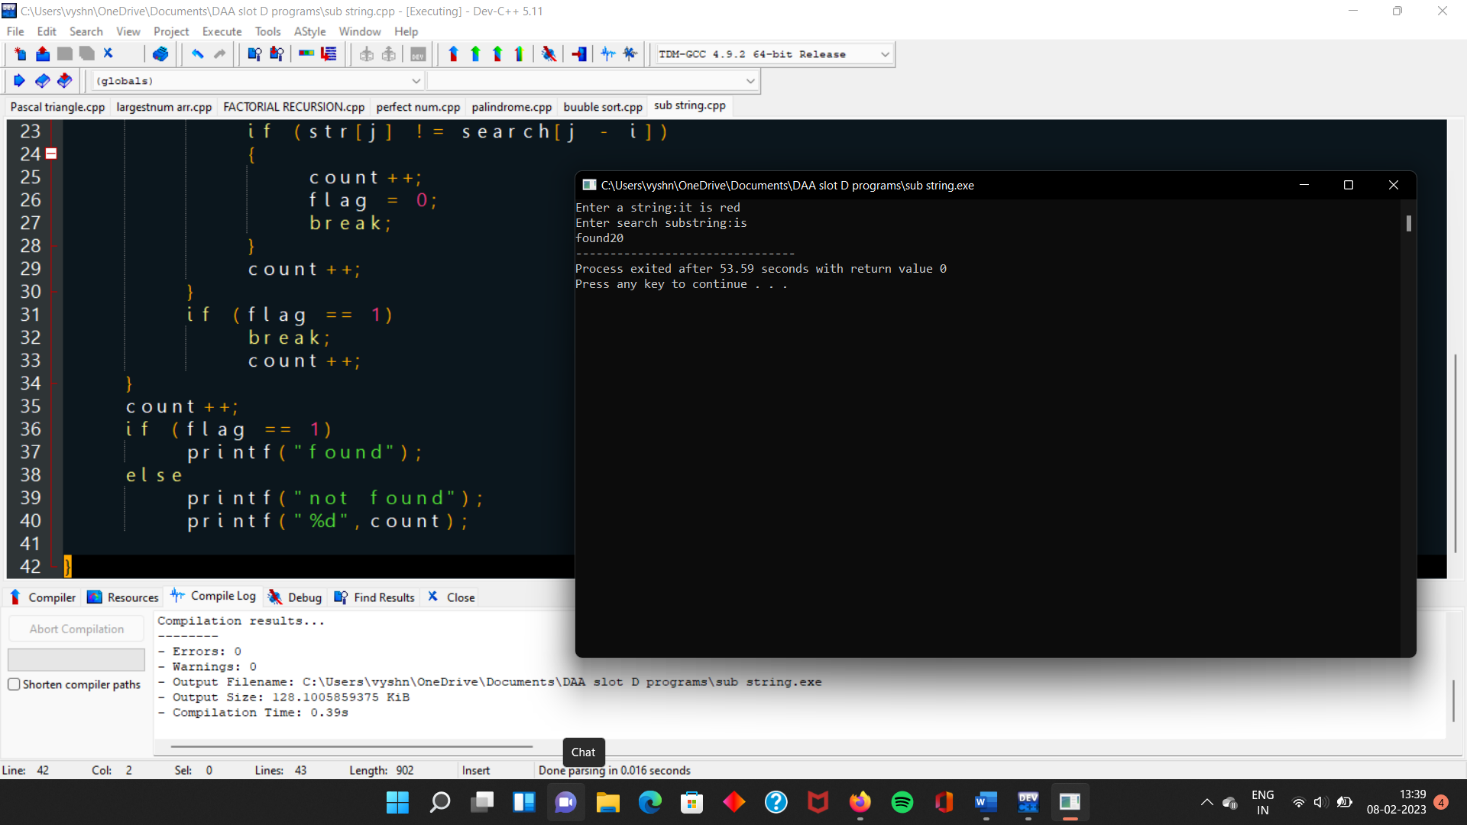 C:\Users\vyshn\OneDrive\Documents\DAA slot D programs\sub string.cpp - [Executing] - Dev-C++ 5.11
File Edit Search View Project Execute Tools AStyle Window Help
TDM-GCC 4.9.2 64-bit Release
(globals)
Pascal triangle.cpp largestnum arr.cpp FACTORIAL RECURSION.cpp perfect num.cpp palindrome.cpp buuble sort.cpp sub string.cpp
23 if (str[j] != search[j - i])
24 {
25 count++;
26 flag = 0;
27 break;
28 }
29 count++;
30 }
31 if (flag == 1)
32 break;
33 count++;
34 }
35 count++;
36 if (flag == 1)
37 printf("found");
38 else
39 printf("not found");
40 printf("%d",count);
41
42 }
C:\Users\vyshn\OneDrive\Documents\DAA slot D programs\sub string.exe
Enter a string:it is red
Enter search substring:is
found20
--------------------------------
Process exited after 53.59 seconds with return value 0
Press any key to continue . . .
Compiler Resources Compile Log Debug Find Results Close
Abort Compilation
Shorten compiler paths
Compilation results...
--------
- Errors: 0
- Warnings: 0
- Output Filename: C:\Users\vyshn\OneDrive\Documents\DAA slot D programs\sub string.exe
- Output Size: 128.1005859375 KiB
- Compilation Time: 0.39s
Chat
Line: 42 Col: 2 Sel: 0 Lines: 43 Length: 902 Insert Done parsing in 0.016 seconds
ENG
IN
13:39
08-02-2023
4